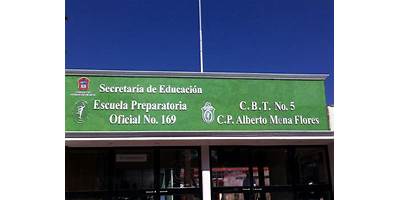 Secretaría de Educación
Escuela Preparatoria
Oficial No. 169
C.B.T. No. 5
C.P. Alberto Mena Flores